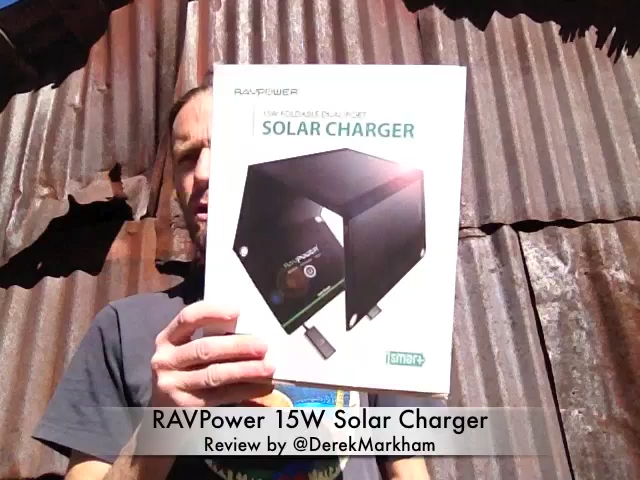 RAVPOWER
15W FOLDABLE DUAL-PORT
SOLAR CHARGER
RAVPOWER
iSmart
RAVPower 15W Solar Charger
Review by @DerekMarkham